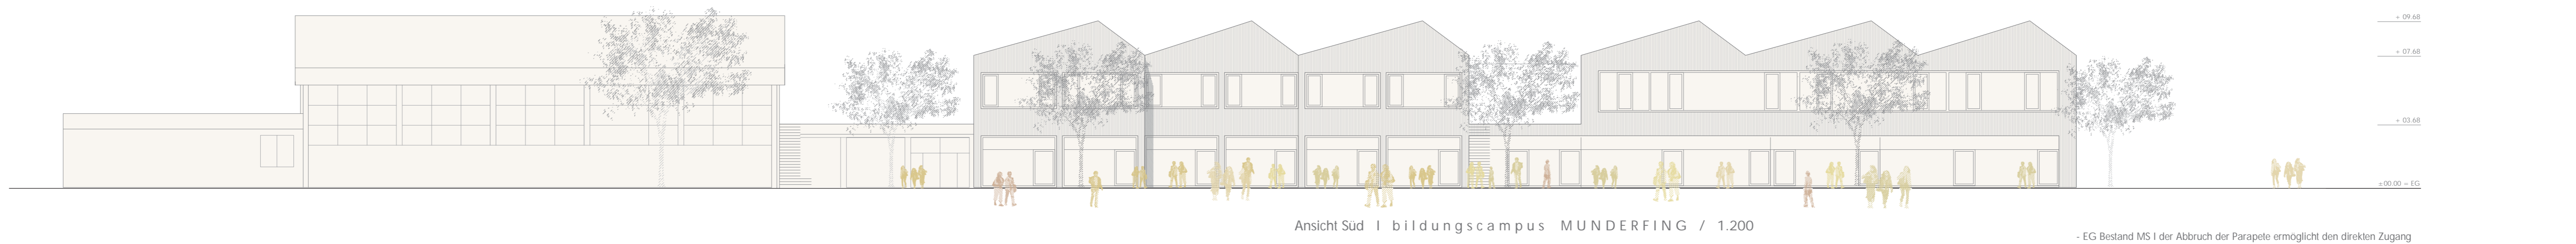 + 09.68
+ 07.68
+ 03.68
±00.00 = EG
Ansicht Süd I bildungscampus MUNDERFING / 1.200
- EG Bestand MS I der Abbruch der Parapete ermöglicht den direkten Zugang